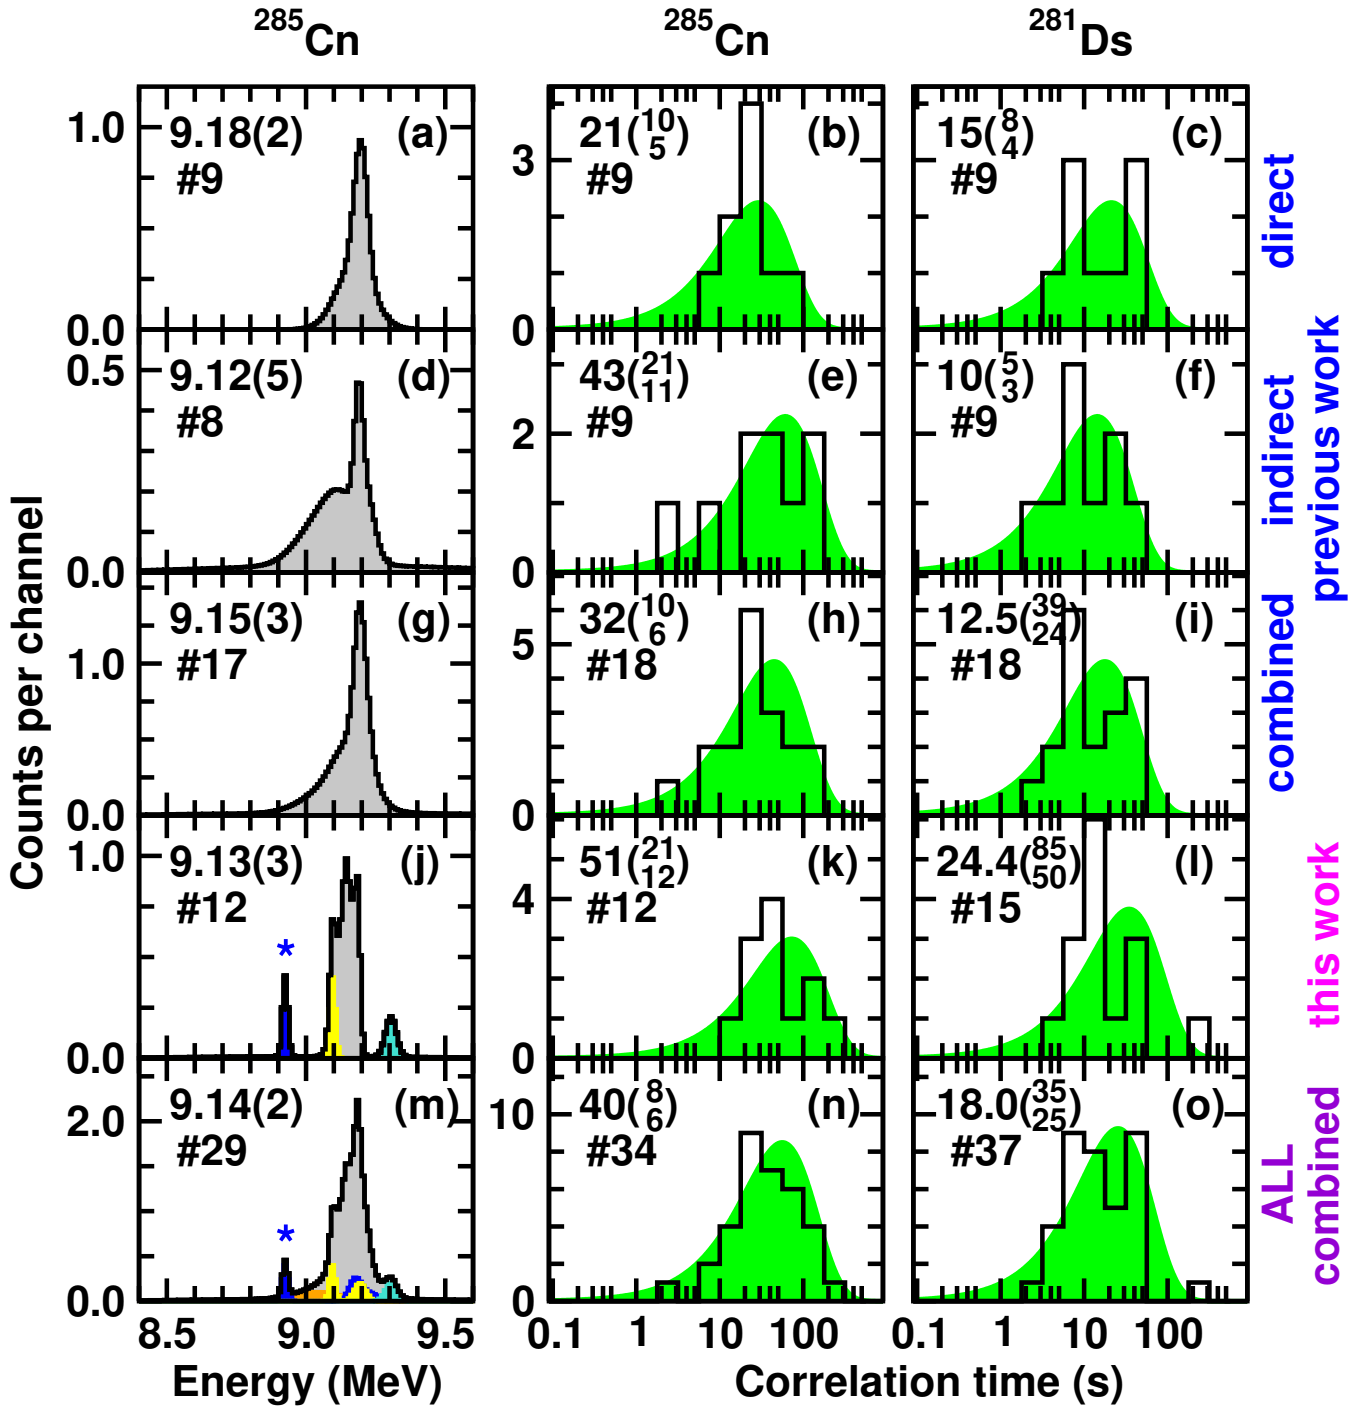 285Cn
285Cn
281Ds
Counts per channel
1.0
0.0
9.18(2)
#9
(a)
3
0
21(10 5)
#9
(b)
15(8 4)
#9
(c)
direct
0.5
0.0
9.12(5)
#8
(d)
2
0
43(21 11)
#9
(e)
10(5 3)
#9
(f)
indirect
previous work
1.0
0.0
9.15(3)
#17
(g)
5
0
32(10 6)
#18
(h)
12.5(39 24)
#18
(i)
combined
1.0
0.0
9.13(3)
#12
(j)
*
4
0
51(21 12)
#12
(k)
24.4(85 50)
#15
(l)
this work
2.0
0.0
9.14(2)
#29
(m)
*
10
0
40(8 6)
#34
(n)
18.0(35 25)
#37
(o)
ALL
combined
8.5 9.0 9.5
0.1 1 10 100
0.1 1 10 100
Energy (MeV)
Correlation time (s)